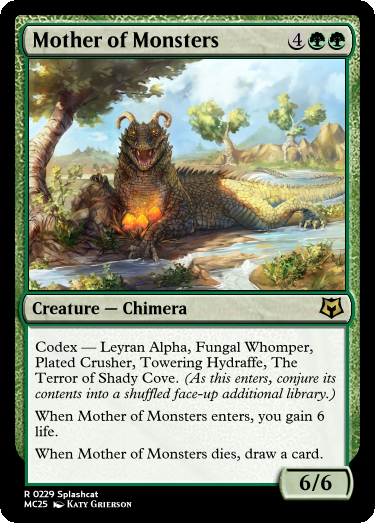 Mother of Monsters 4
Creature — Chimera
Codex — Leyran Alpha, Fungal Whomper,
Plated Crusher, Towering Hydraffe, The
Terror of Shady Cove. (As this enters, conjure its
contents into a shuffled face-up additional library.)
When Mother of Monsters enters, you gain 6
life.
When Mother of Monsters dies, draw a card.
6/6
R 0229 Splashcat
MC25 Katy Grierson